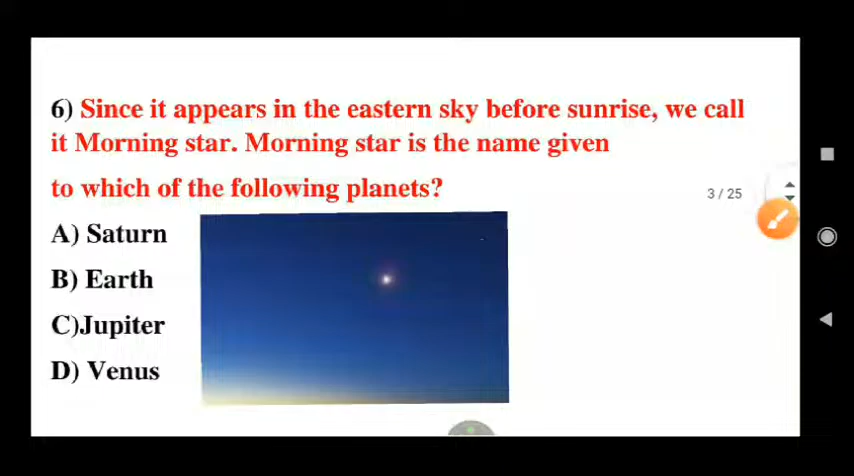 6) Since it appears in the eastern sky before sunrise, we call
it Morning star. Morning star is the name given
to which of the following planets?
3 / 25
A) Saturn
B) Earth
C)Jupiter
D) Venus